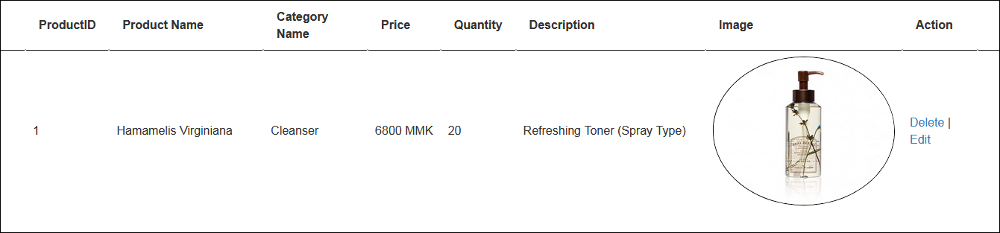 ProductID Product Name Category Name Price Quantity Description Image Action
1 Hamamelis Virginiana Cleanser 6800 MMK 20 Refreshing Toner (Spray Type) Delete |
Edit